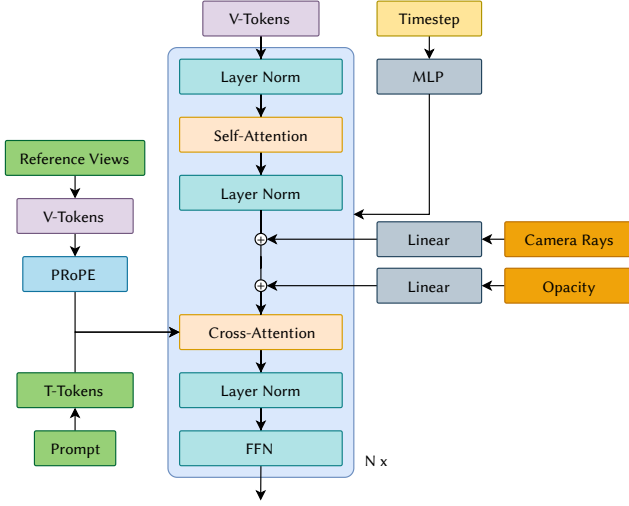 V-Tokens
Timestep
Layer Norm
MLP
Self-Attention
Reference Views
Layer Norm
V-Tokens
Linear
Camera Rays
PRoPE
Linear
Opacity
Cross-Attention
T-Tokens
Layer Norm
Prompt
FFN
N x